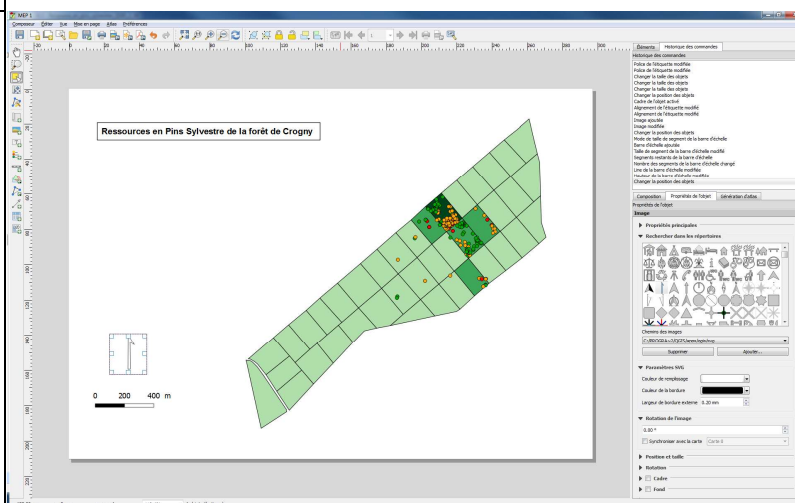 MEP 1
Composeur Éditer Vue Mise en page Atlas Préférences
Éléments Historique des commandes
Historique des commandes
Police de l'étiquette modifiée
Police de l'étiquette modifiée
Changer la taille des objets
Changer la taille des objets
Changer la taille des objets
Changer la position des objets
Cadre de l'objet activé
Alignement de l'étiquette modifié
Alignement de l'étiquette modifié
Image ajoutée
Image modifiée
Changer la position des objets
Mode de taille de segment de la barre d'échelle
Barre d'échelle ajoutée
Taille de segment de la barre d'échelle modifié
Segments restants de la barre d'échelle
Nombre des segments de la barre d'échelle changé
Unité de la barre d'échelle modifiée
Changer la position des objets
Ressources en Pins Sylvestre de la forêt de Crogny
Composition Propriétés de l'objet Génération d'atlas
Propriétés de l'objet
Image
Propriétés principales
Rechercher dans les répertoires
Chemins des images
Supprimer Ajouter...
Paramètres SVG
Couleur de remplissage
Couleur de la bordure
Largeur de bordure externe 0.20 mm
Rotation de l'image
0.00 °
Synchroniser avec la carte Carte 0
Position et taille
Rotation
Cadre
Fond
0 200 400 m